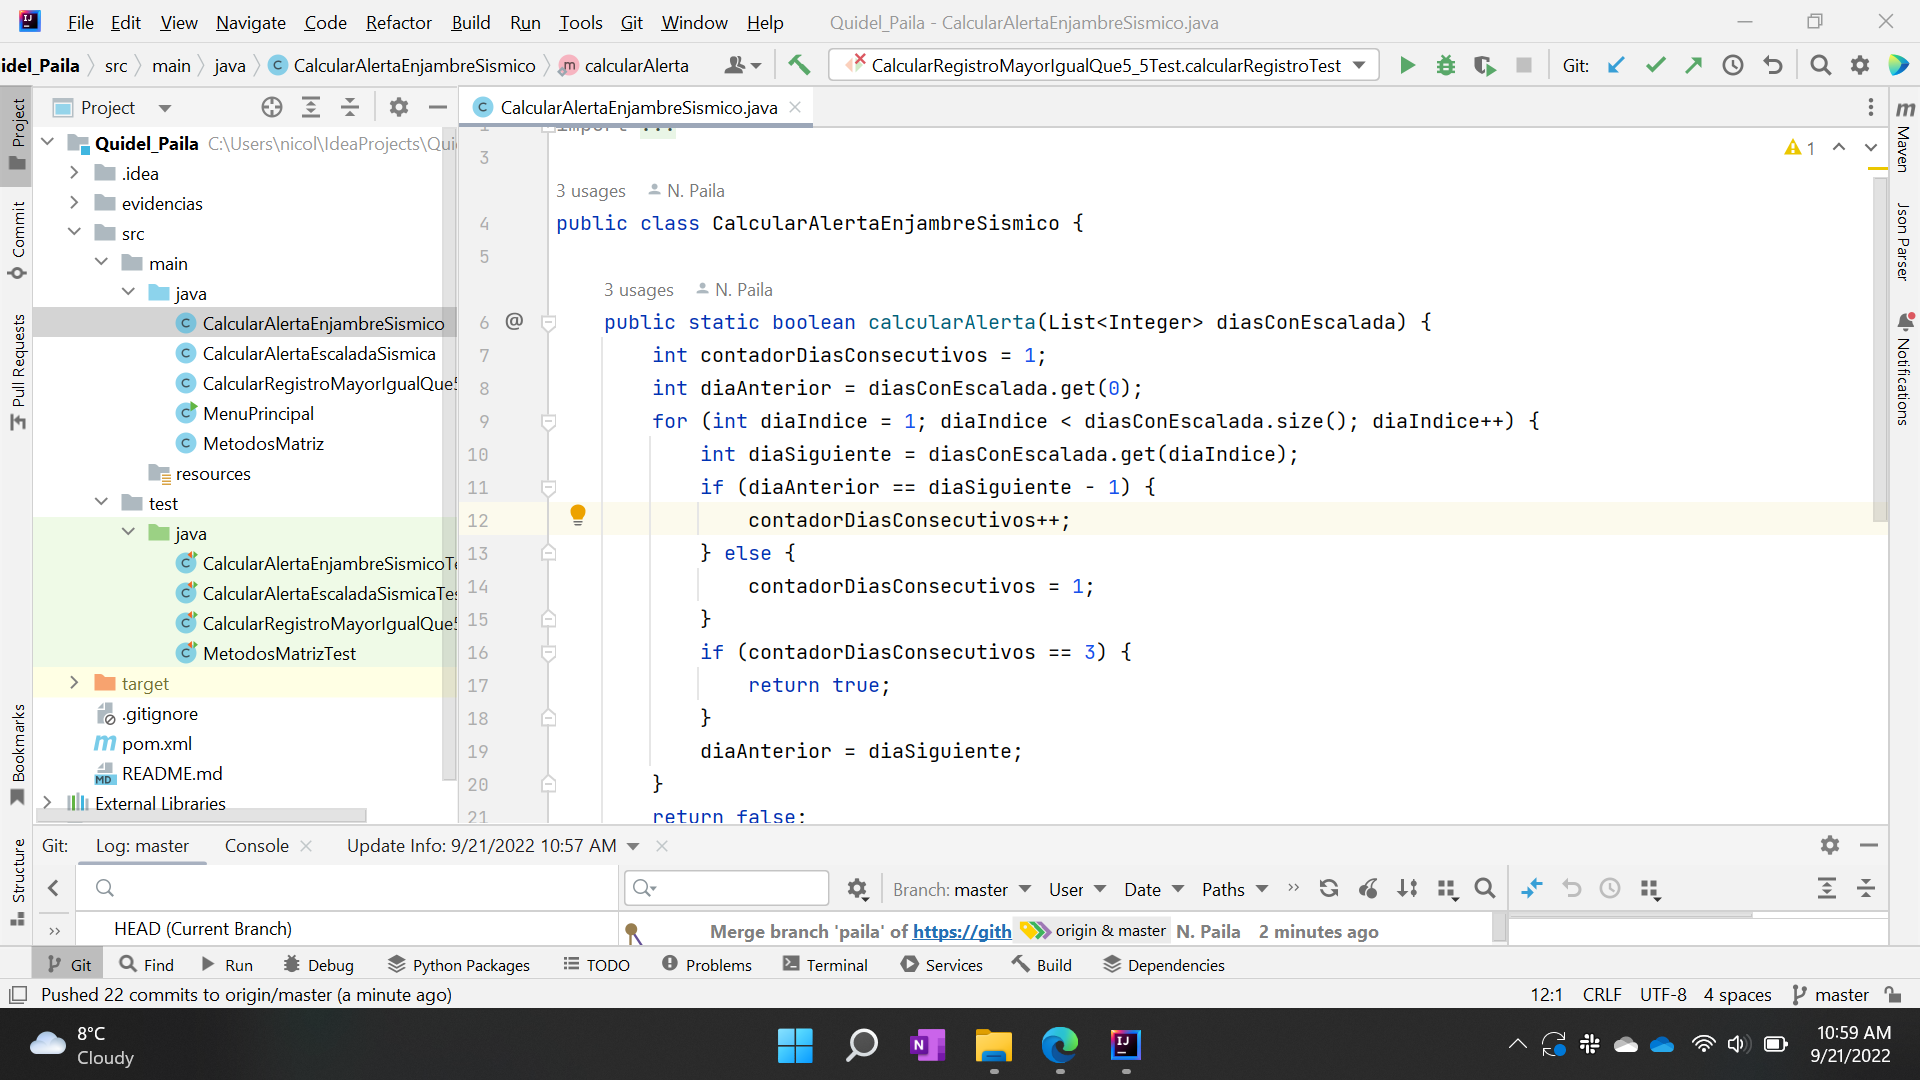 File Edit View Navigate Code Refactor Build Run Tools Git Window Help Quidel_Paila - CalcularAlertaEnjambreSismico.java
idel_Paila src main java CalcularAlertaEnjambreSismico calcularAlerta CalcularRegistroMayorIgualQue5_5Test.calcularRegistroTest Git:
Project
CalcularAlertaEnjambreSismico.java
Quidel_Paila C:\Users\nicol\IdeaProjects\Qui
.idea
evidencias
src
main
java
CalcularAlertaEnjambreSismico
CalcularAlertaEscaladaSismica
CalcularRegistroMayorIgualQue5
MenuPrincipal
MetodosMatriz
resources
test
java
CalcularAlertaEnjambreSismicoTe
CalcularAlertaEscaladaSismicaTes
CalcularRegistroMayorIgualQue5
MetodosMatrizTest
target
.gitignore
pom.xml
README.md
External Libraries
Project
Commit
Pull Requests
Bookmarks
Structure
1 import ...
3
3 usages N. Paila
4 public class CalcularAlertaEnjambreSismico {
5
3 usages N. Paila
6 @ public static boolean calcularAlerta(List<Integer> diasConEscalada) {
7 int contadorDiasConsecutivos = 1;
8 int diaAnterior = diasConEscalada.get(0);
9 for (int diaIndice = 1; diaIndice < diasConEscalada.size(); diaIndice++) {
10 int diaSiguiente = diasConEscalada.get(diaIndice);
11 if (diaAnterior == diaSiguiente - 1) {
12 contadorDiasConsecutivos++;
13 } else {
14 contadorDiasConsecutivos = 1;
15 }
16 if (contadorDiasConsecutivos == 3) {
17 return true;
18 }
19 diaAnterior = diaSiguiente;
20 }
21 return false;
1
Maven
Json Parser
Notifications
Git: Log: master Console Update Info: 9/21/2022 10:57 AM
Branch: master User Date Paths
HEAD (Current Branch)
Merge branch 'paila' of https://gith origin & master N. Paila 2 minutes ago
Git Find Run Debug Python Packages TODO Problems Terminal Services Build Dependencies
Pushed 22 commits to origin/master (a minute ago) 12:1 CRLF UTF-8 4 spaces master
8°C
Cloudy
10:59 AM
9/21/2022